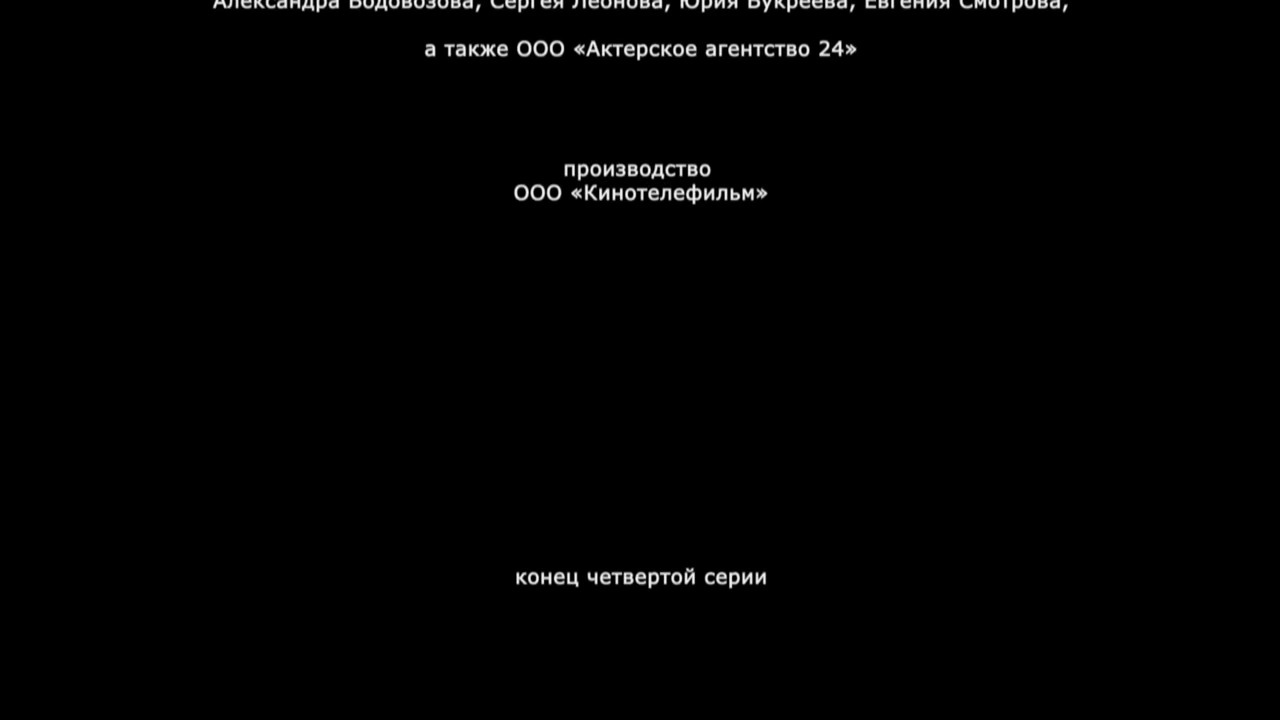 Александра Водовозова, Сергея Леонова, Юрия Букреева, Евгения Смотрова,
а также ООО «Актерское агентство 24»
производство
ООО «Кинотелефильм»
конец четвертой серии